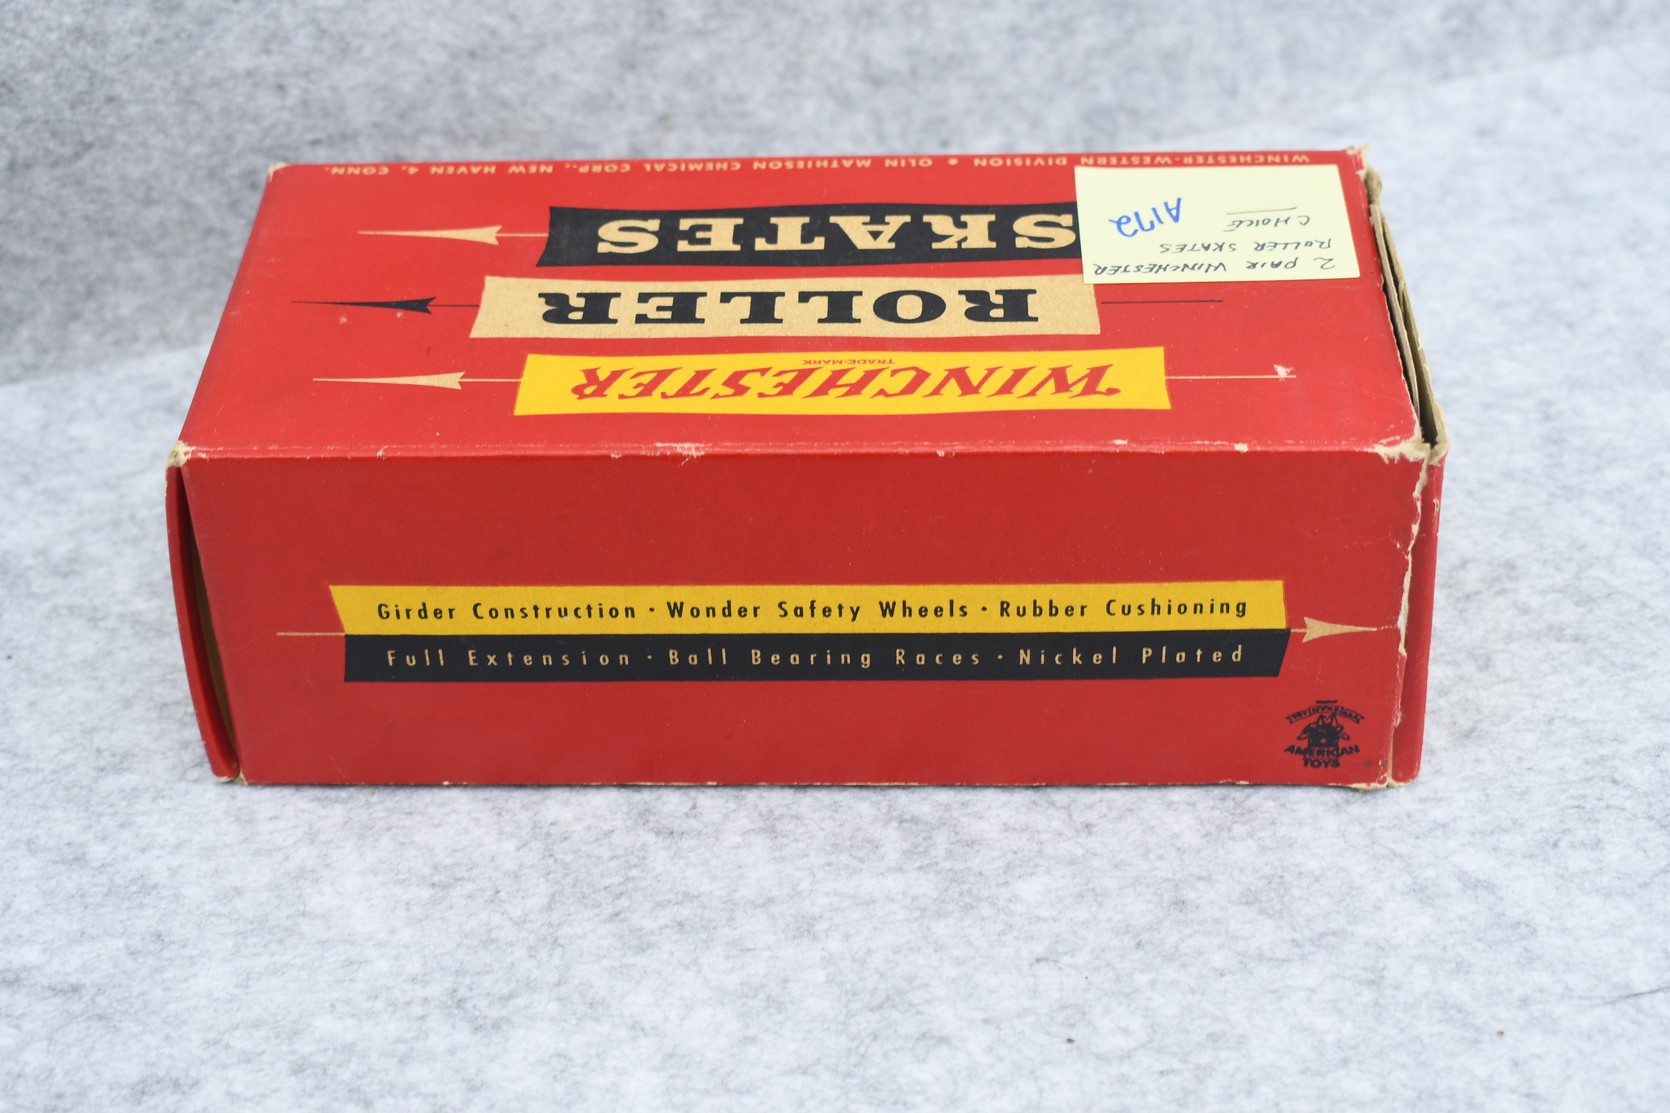 WINCHESTER
TRADE-MARK
ROLLER
SKATES
WINCHESTER-WESTERN DIVISION • OLIN MATHIESON CHEMICAL CORP., NEW HAVEN 4, CONN.
2 PAIR WINCHESTER
ROLLER SKATES
CHOICE
A172
Girder Construction · Wonder Safety Wheels · Rubber Cushioning
Full Extension · Ball Bearing Races · Nickel Plated
AMERICAN
TOYS